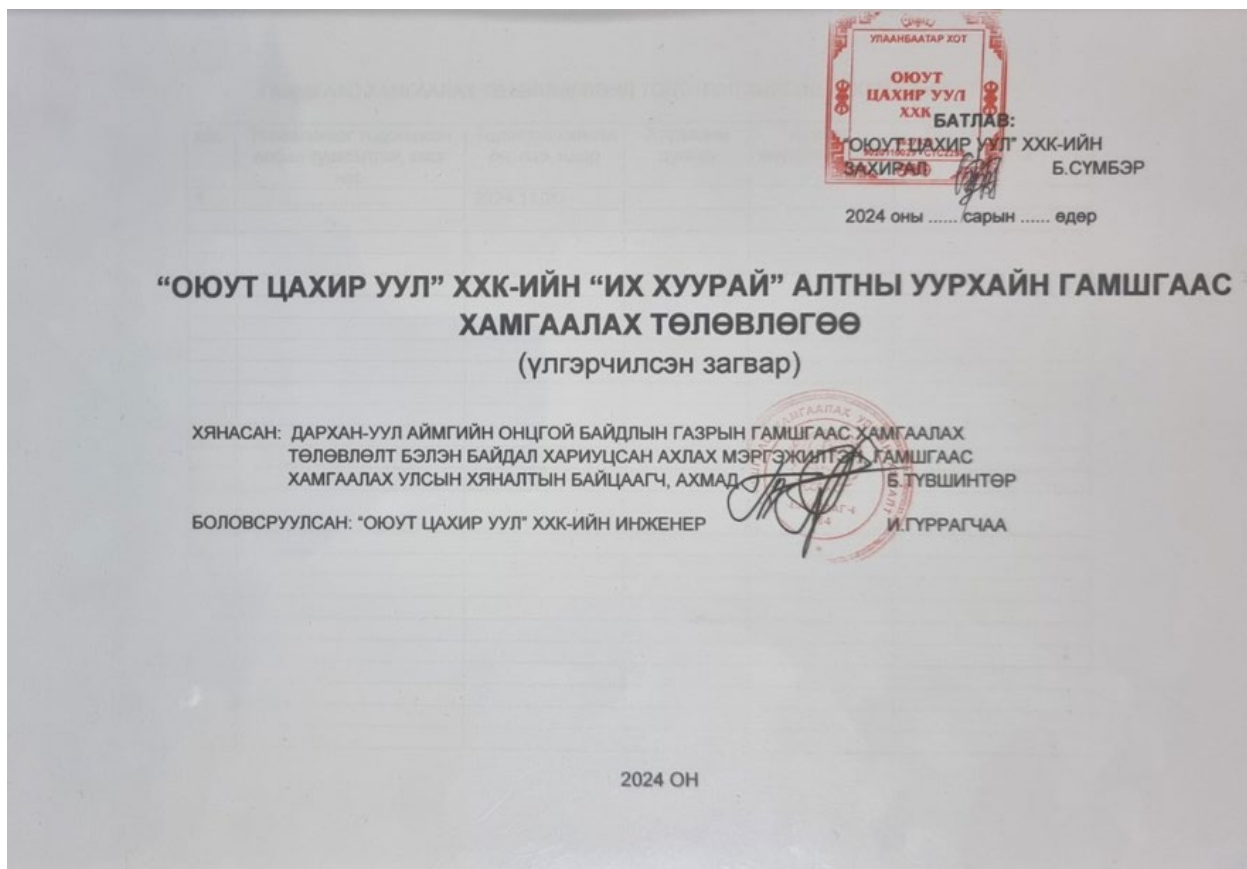 УЛААНБААТАР ХОТ
ОЮУТ
ЦАХИР УУЛ
ХХК
БАТЛАВ:
“ОЮУТ ЦАХИР УУЛ” ХХК-ИЙН
ЗАХИРАЛ Б.СҮМБЭР
2024 оны ...... сарын ...... өдөр
“ОЮУТ ЦАХИР УУЛ” ХХК-ИЙН “ИХ ХУУРАЙ” АЛТНЫ УУРХАЙН ГАМШГААС
ХАМГААЛАХ ТӨЛӨВЛӨГӨӨ
(үлгэрчилсэн загвар)
ХЯНАСАН: ДАРХАН-УУЛ АЙМГИЙН ОНЦГОЙ БАЙДЛЫН ГАЗРЫН ГАМШГААС ХАМГААЛАХ
ТӨЛӨВЛӨЛТ БЭЛЭН БАЙДАЛ ХАРИУЦСАН АХЛАХ МЭРГЭЖИЛТЭН, ГАМШГААС
ХАМГААЛАХ УЛСЫН ХЯНАЛТЫН БАЙЦААГЧ, АХМАД Б.ТҮВШИНТӨР
БОЛОВСРУУЛСАН: “ОЮУТ ЦАХИР УУЛ” ХХК-ИЙН ИНЖЕНЕР И.ГҮРРАГЧАА
2024 ОН